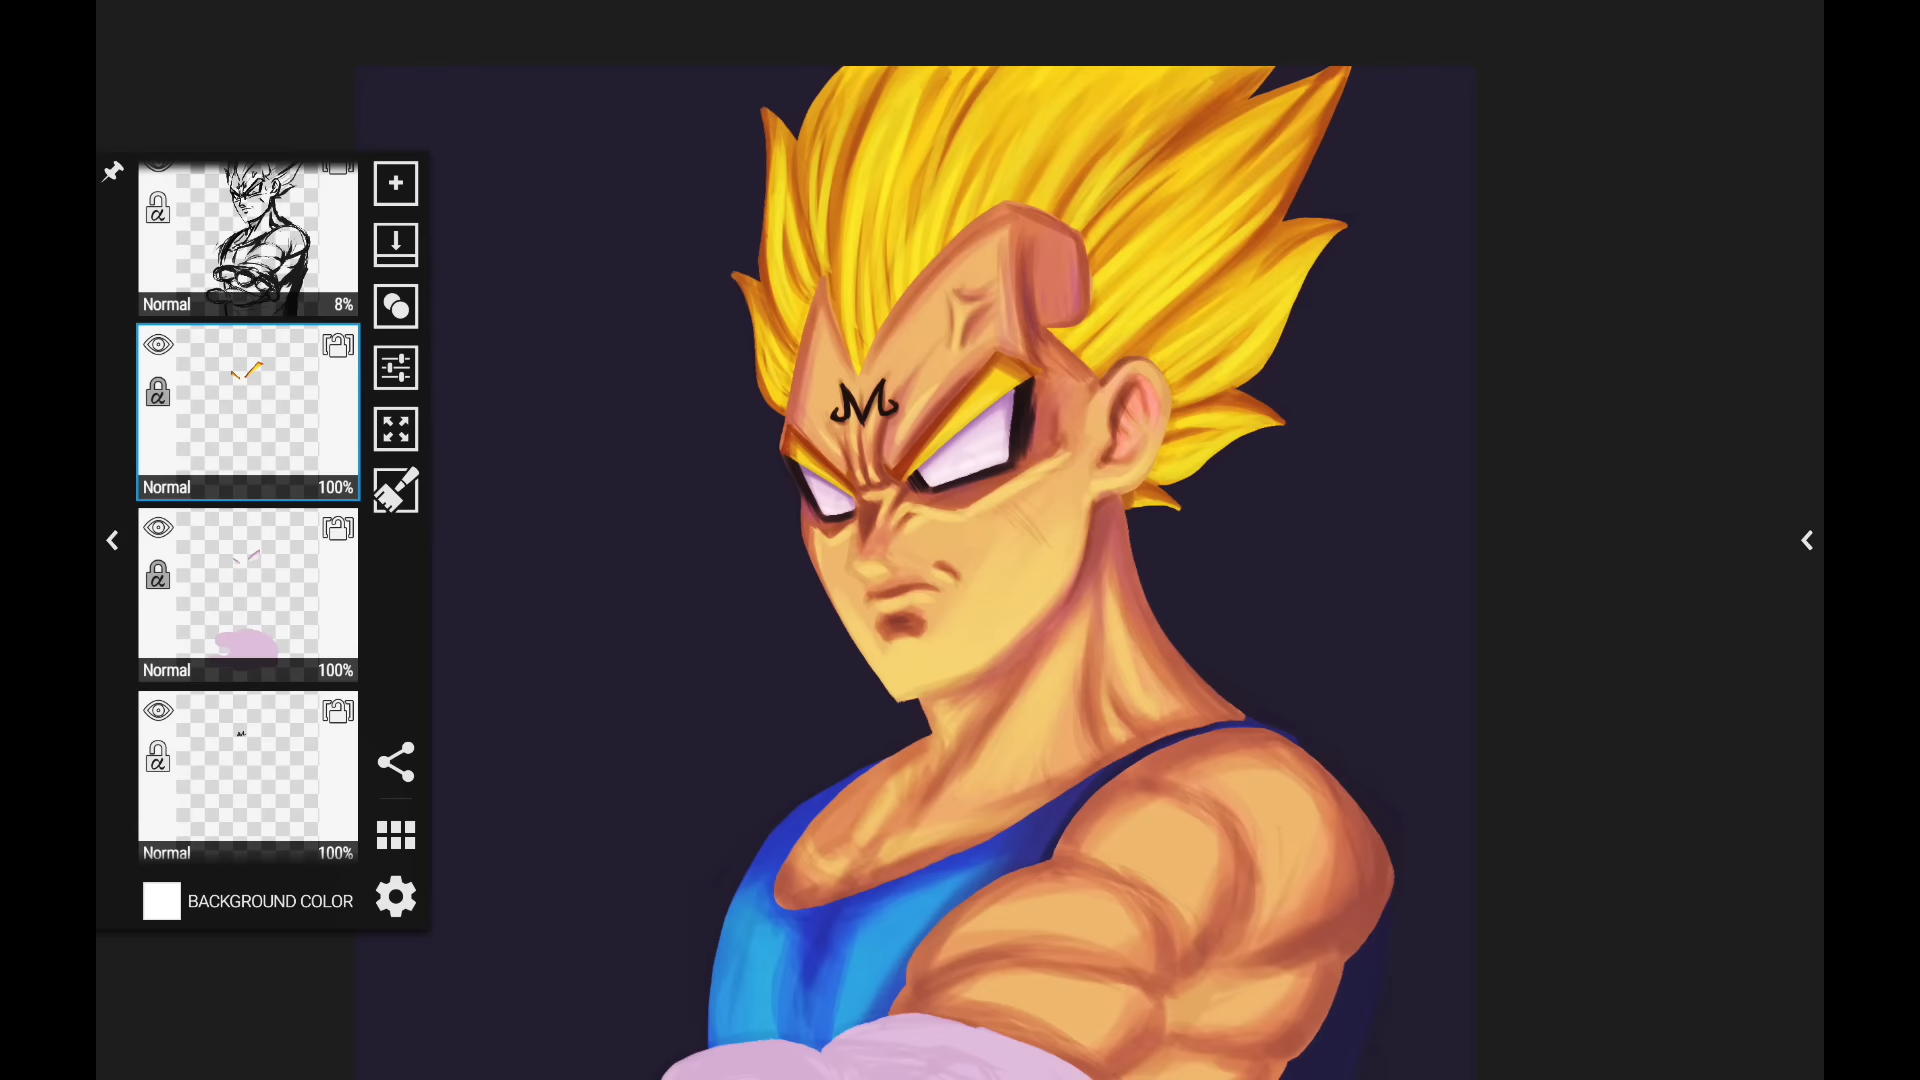 α
Normal 8%
α
Normal 100%
α
Normal 100%
α
Normal 100%
BACKGROUND COLOR
M